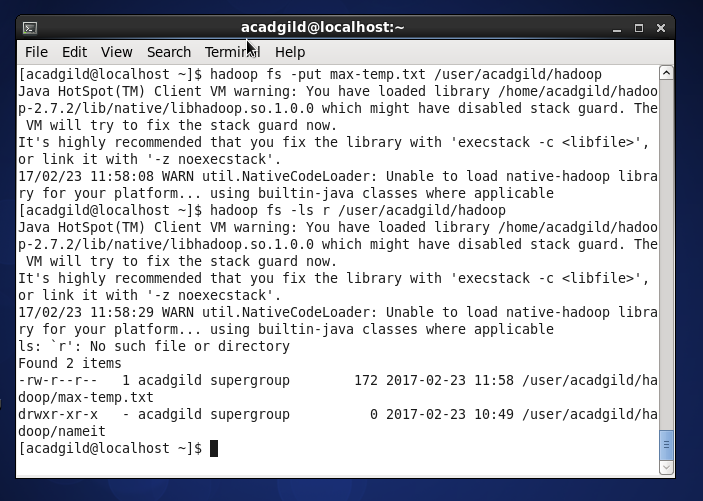 acadgild@localhost:~
File Edit View Search Terminal Help
[acadgild@localhost ~]$ hadoop fs -put max-temp.txt /user/acadgild/hadoop
Java HotSpot(TM) Client VM warning: You have loaded library /home/acadgild/hadoo
p-2.7.2/lib/native/libhadoop.so.1.0.0 which might have disabled stack guard. The
 VM will try to fix the stack guard now.
It's highly recommended that you fix the library with 'execstack -c <libfile>',
or link it with '-z noexecstack'.
17/02/23 11:58:08 WARN util.NativeCodeLoader: Unable to load native-hadoop libra
ry for your platform... using builtin-java classes where applicable
[acadgild@localhost ~]$ hadoop fs -ls r /user/acadgild/hadoop
Java HotSpot(TM) Client VM warning: You have loaded library /home/acadgild/hadoo
p-2.7.2/lib/native/libhadoop.so.1.0.0 which might have disabled stack guard. The
 VM will try to fix the stack guard now.
It's highly recommended that you fix the library with 'execstack -c <libfile>',
or link it with '-z noexecstack'.
17/02/23 11:58:29 WARN util.NativeCodeLoader: Unable to load native-hadoop libra
ry for your platform... using builtin-java classes where applicable
ls: `r': No such file or directory
Found 2 items
-rw-r--r--   1 acadgild supergroup        172 2017-02-23 11:58 /user/acadgild/ha
doop/max-temp.txt
drwxr-xr-x   - acadgild supergroup          0 2017-02-23 10:49 /user/acadgild/ha
doop/nameit
[acadgild@localhost ~]$